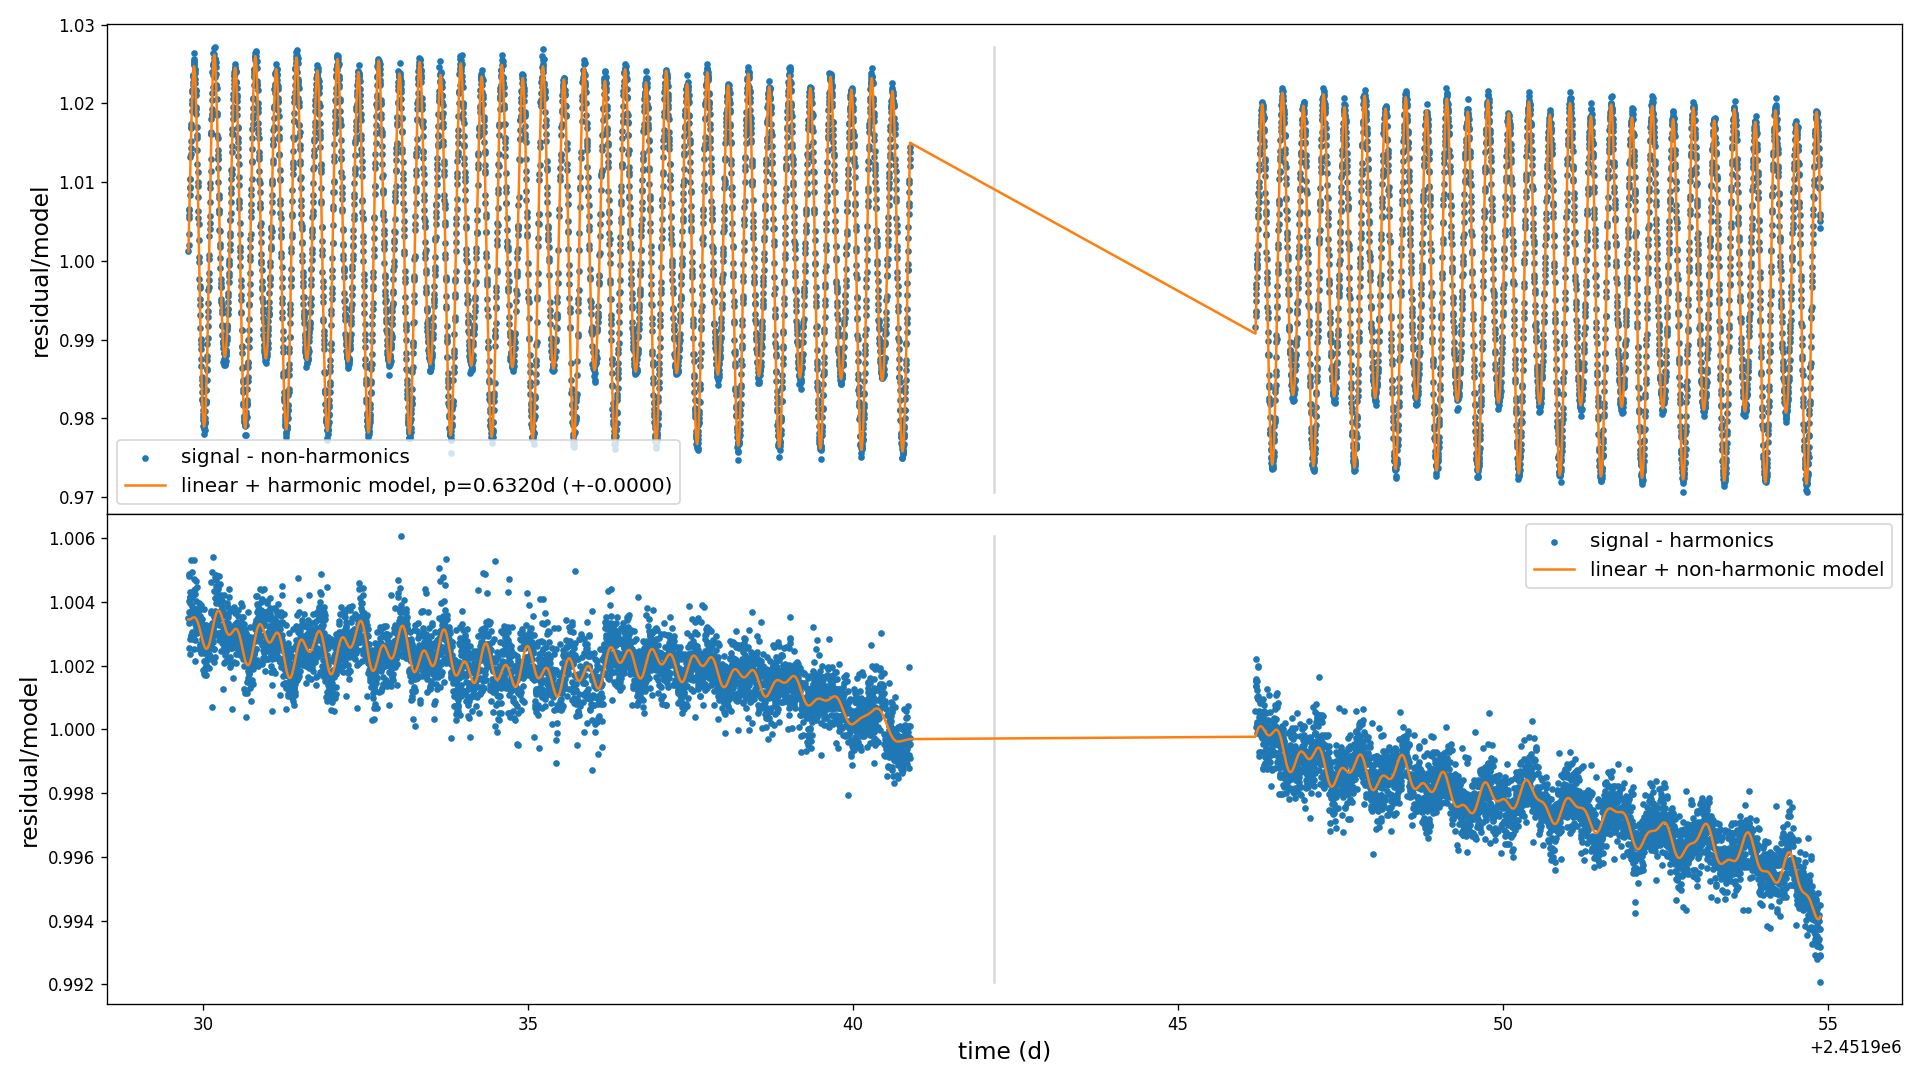 1.03
1.02
1.01
1.00
0.99
0.98
0.97
residual/model
signal - non-harmonics
linear + harmonic model, p=0.6320d (+-0.0000)
1.006
1.004
1.002
1.000
0.998
0.996
0.994
0.992
residual/model
signal - harmonics
linear + non-harmonic model
30 35 40 45 50 55
time (d)
+2.4519e6